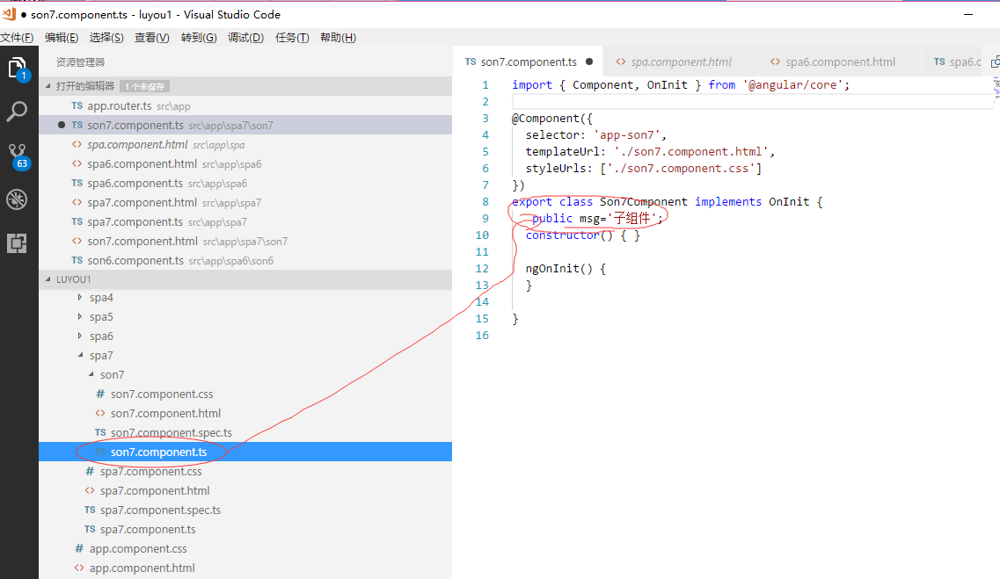 son7.component.ts - luyou1 - Visual Studio Code
文件(F) 编辑(E) 选择(S) 查看(V) 转到(G) 调试(D) 任务(T) 帮助(H)
资源管理器
打开的编辑器 1 个未保存
TS app.router.ts src\app
TS son7.component.ts src\app\spa7\son7
<> spa.component.html src\app\spa
<> spa6.component.html src\app\spa6
TS spa6.component.ts src\app\spa6
<> spa7.component.html src\app\spa7
TS spa7.component.ts src\app\spa7
<> son7.component.html src\app\spa7\son7
TS son6.component.ts src\app\spa6\son6
LUYOU1
spa4
spa5
spa6
spa7
son7
# son7.component.css
<> son7.component.html
TS son7.component.spec.ts
TS son7.component.ts
# spa7.component.css
<> spa7.component.html
TS spa7.component.spec.ts
TS spa7.component.ts
# app.component.css
<> app.component.html
1
63
TS son7.component.ts <> spa.component.html <> spa6.component.html TS spa6.c
1 import { Component, OnInit } from '@angular/core';
2
3 @Component({
4 selector: 'app-son7',
5 templateUrl: './son7.component.html',
6 styleUrls: ['./son7.component.css']
7 })
8 export class Son7Component implements OnInit {
9 public msg='子组件';
10 constructor() { }
11
12 ngOnInit() {
13 }
14
15 }
16